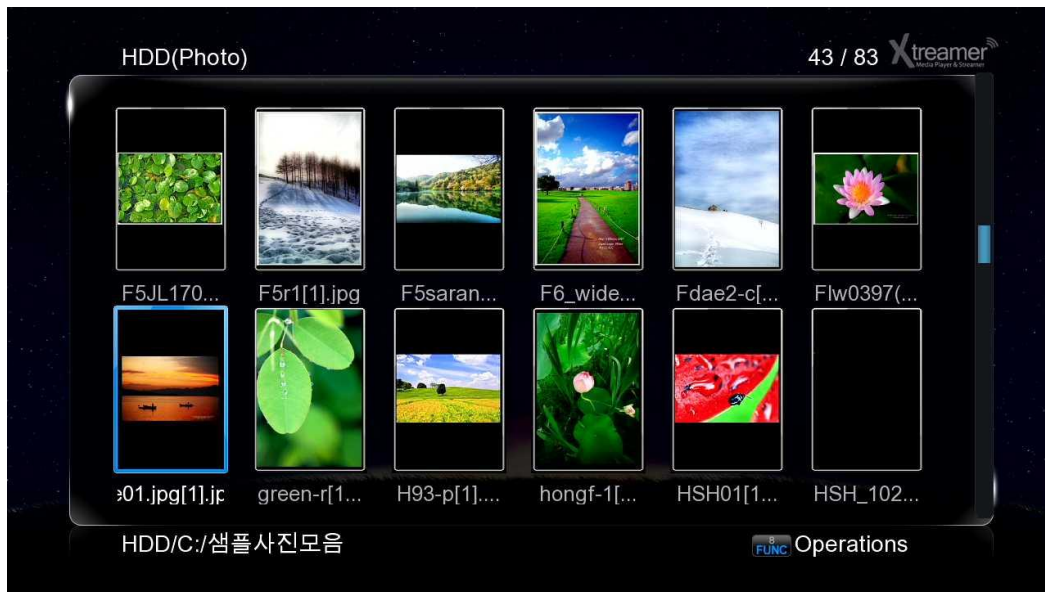 HDD(Photo)
43 / 83
Xtreamer
Media Player & Streamer
F5JL170...
F5r1[1].jpg
F5saran...
F6_wide...
Fdae2-c[...
Flw0397(...
e01.jpg[1].jp
green-r[1...
H93-p[1]....
hongf-1[...
HSH01[1...
HSH_102...
HDD/C:/샘플사진모음
8
FUNC
Operations